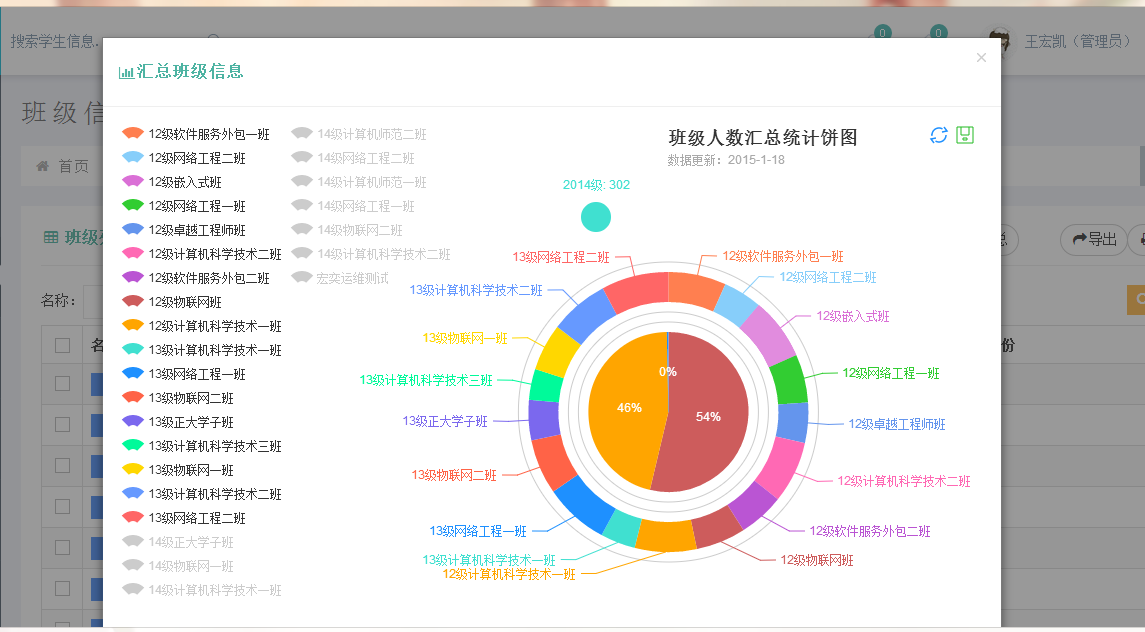 搜索学生信息.
0
0
王宏凯（管理员）
班级信
首页
班级列
导出
名称：
名
份
汇总班级信息
×
12级软件服务外包一班
12级网络工程二班
12级嵌入式班
12级网络工程一班
12级卓越工程师班
12级计算机科学技术二班
12级软件服务外包二班
12级物联网班
12级计算机科学技术一班
13级计算机科学技术一班
13级网络工程一班
13级物联网二班
13级正大学子班
13级计算机科学技术三班
13级物联网一班
13级计算机科学技术二班
13级网络工程二班
14级正大学子班
14级物联网一班
14级计算机科学技术一班
14级计算机师范二班
14级网络工程二班
14级计算机师范一班
14级网络工程一班
14级物联网二班
14级计算机科学技术二班
宏奕运维测试
班级人数汇总统计饼图
数据更新：2015-1-18
2014级: 302
13级网络工程二班
12级软件服务外包一班
12级网络工程二班
13级计算机科学技术二班
12级嵌入式班
13级物联网一班
0%
12级网络工程一班
13级计算机科学技术三班
46%
54%
13级正大学子班
12级卓越工程师班
13级物联网二班
12级计算机科学技术二班
13级网络工程一班
12级软件服务外包二班
13级计算机科学技术一班
12级物联网班
12级计算机科学技术一班